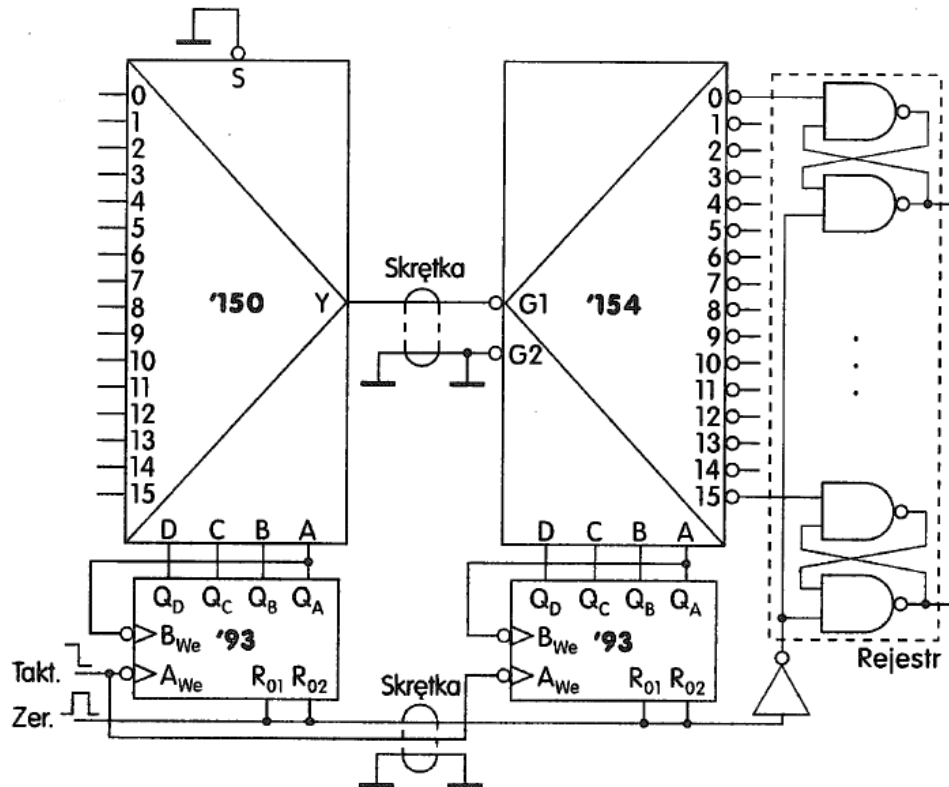 S
0
1
2
3
4
5
6
7
8
9
10
11
12
13
14
15
'150
Y
D C B A
Skrętka
G1
G2
'154
0
1
2
3
4
5
6
7
8
9
10
11
12
13
14
15
D C B A
QD QC QB QA
BWe
'93
AWe
R01 R02
QD QC QB QA
BWe
'93
AWe
R01 R02
Takt.
Zer.
Skrętka
Skrętka
Rejestr